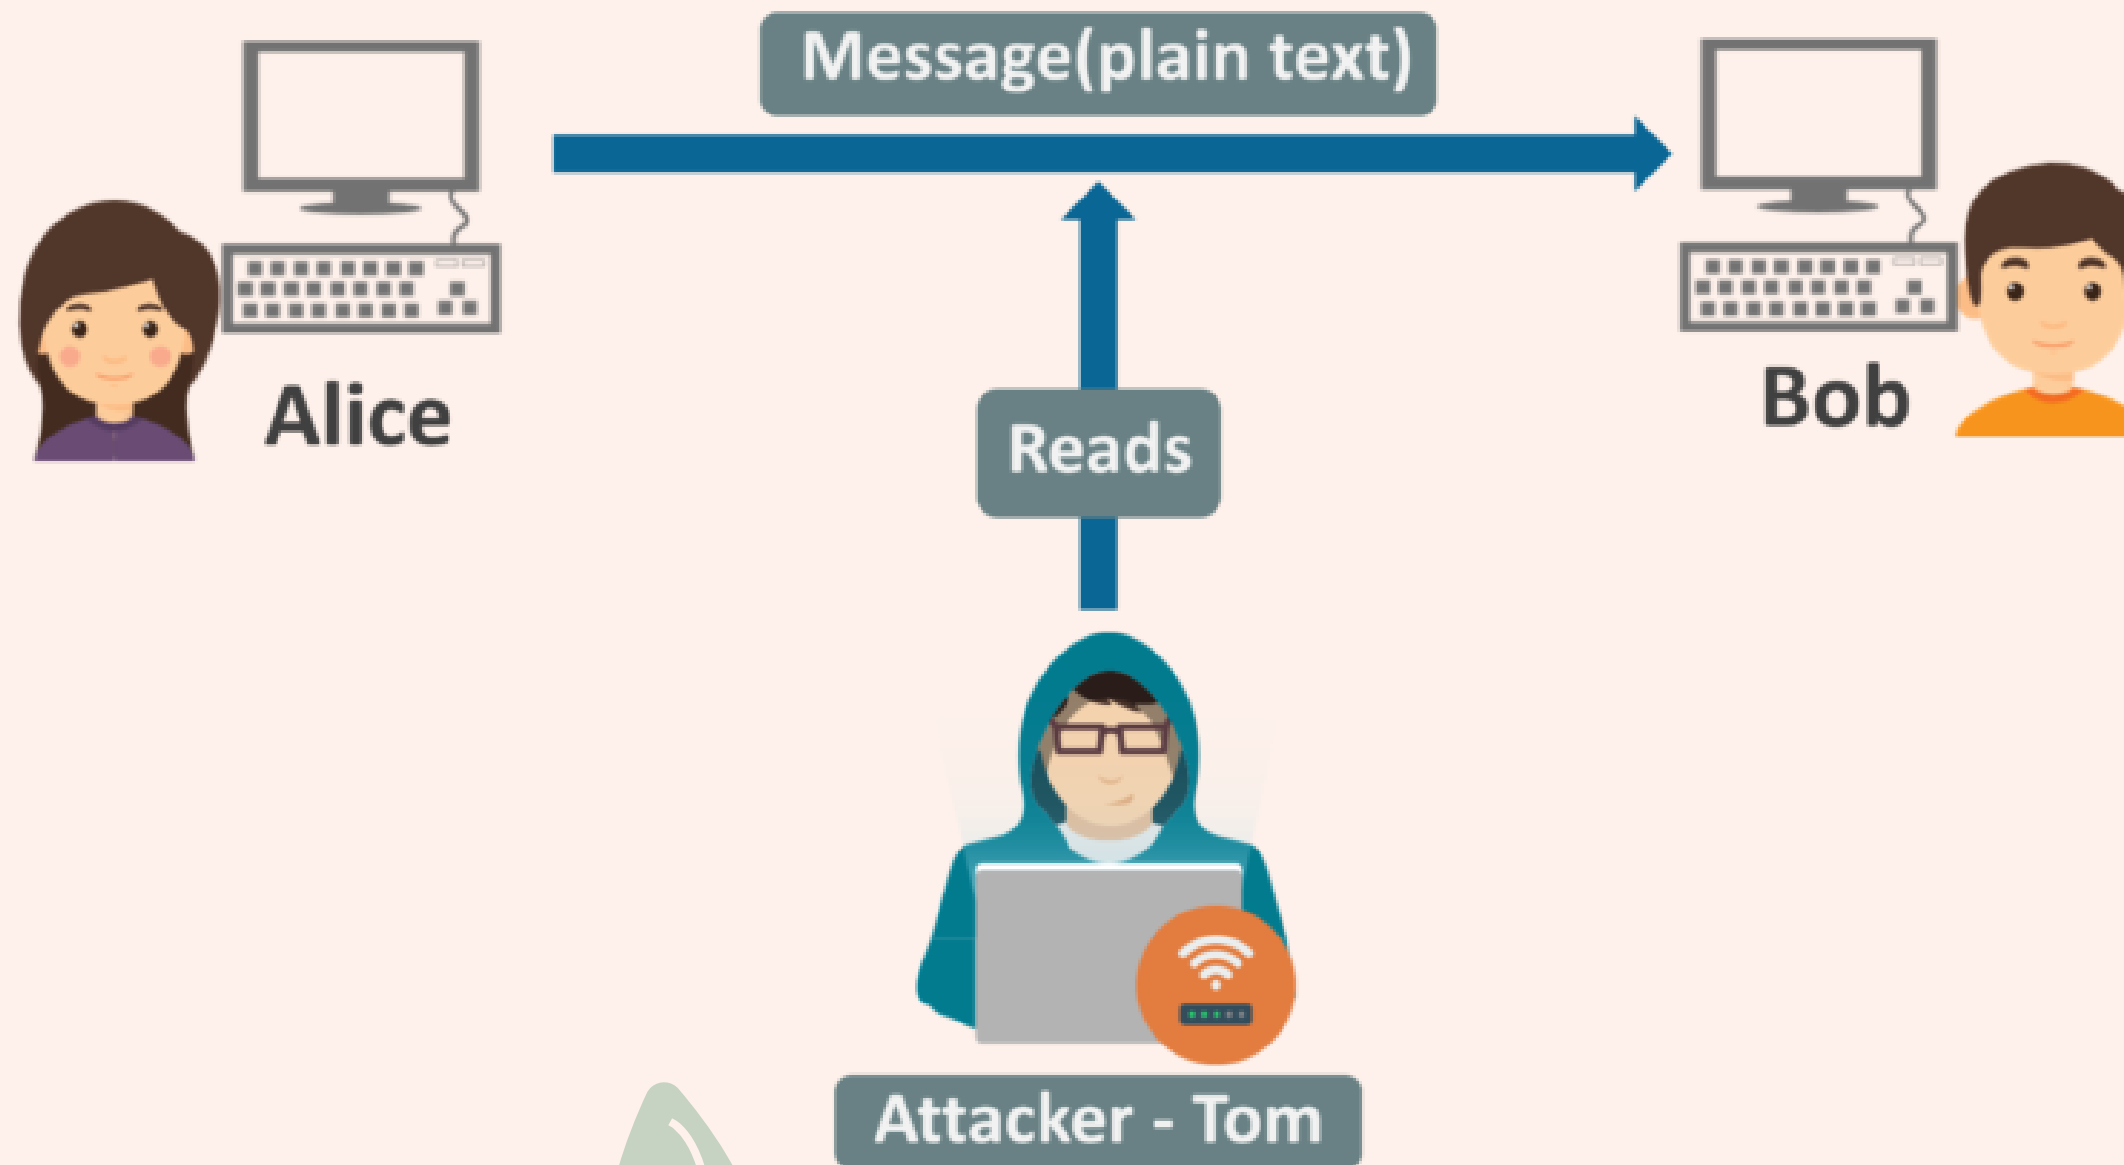 Message(plain text)
Alice
Bob
Reads
Attacker - Tom